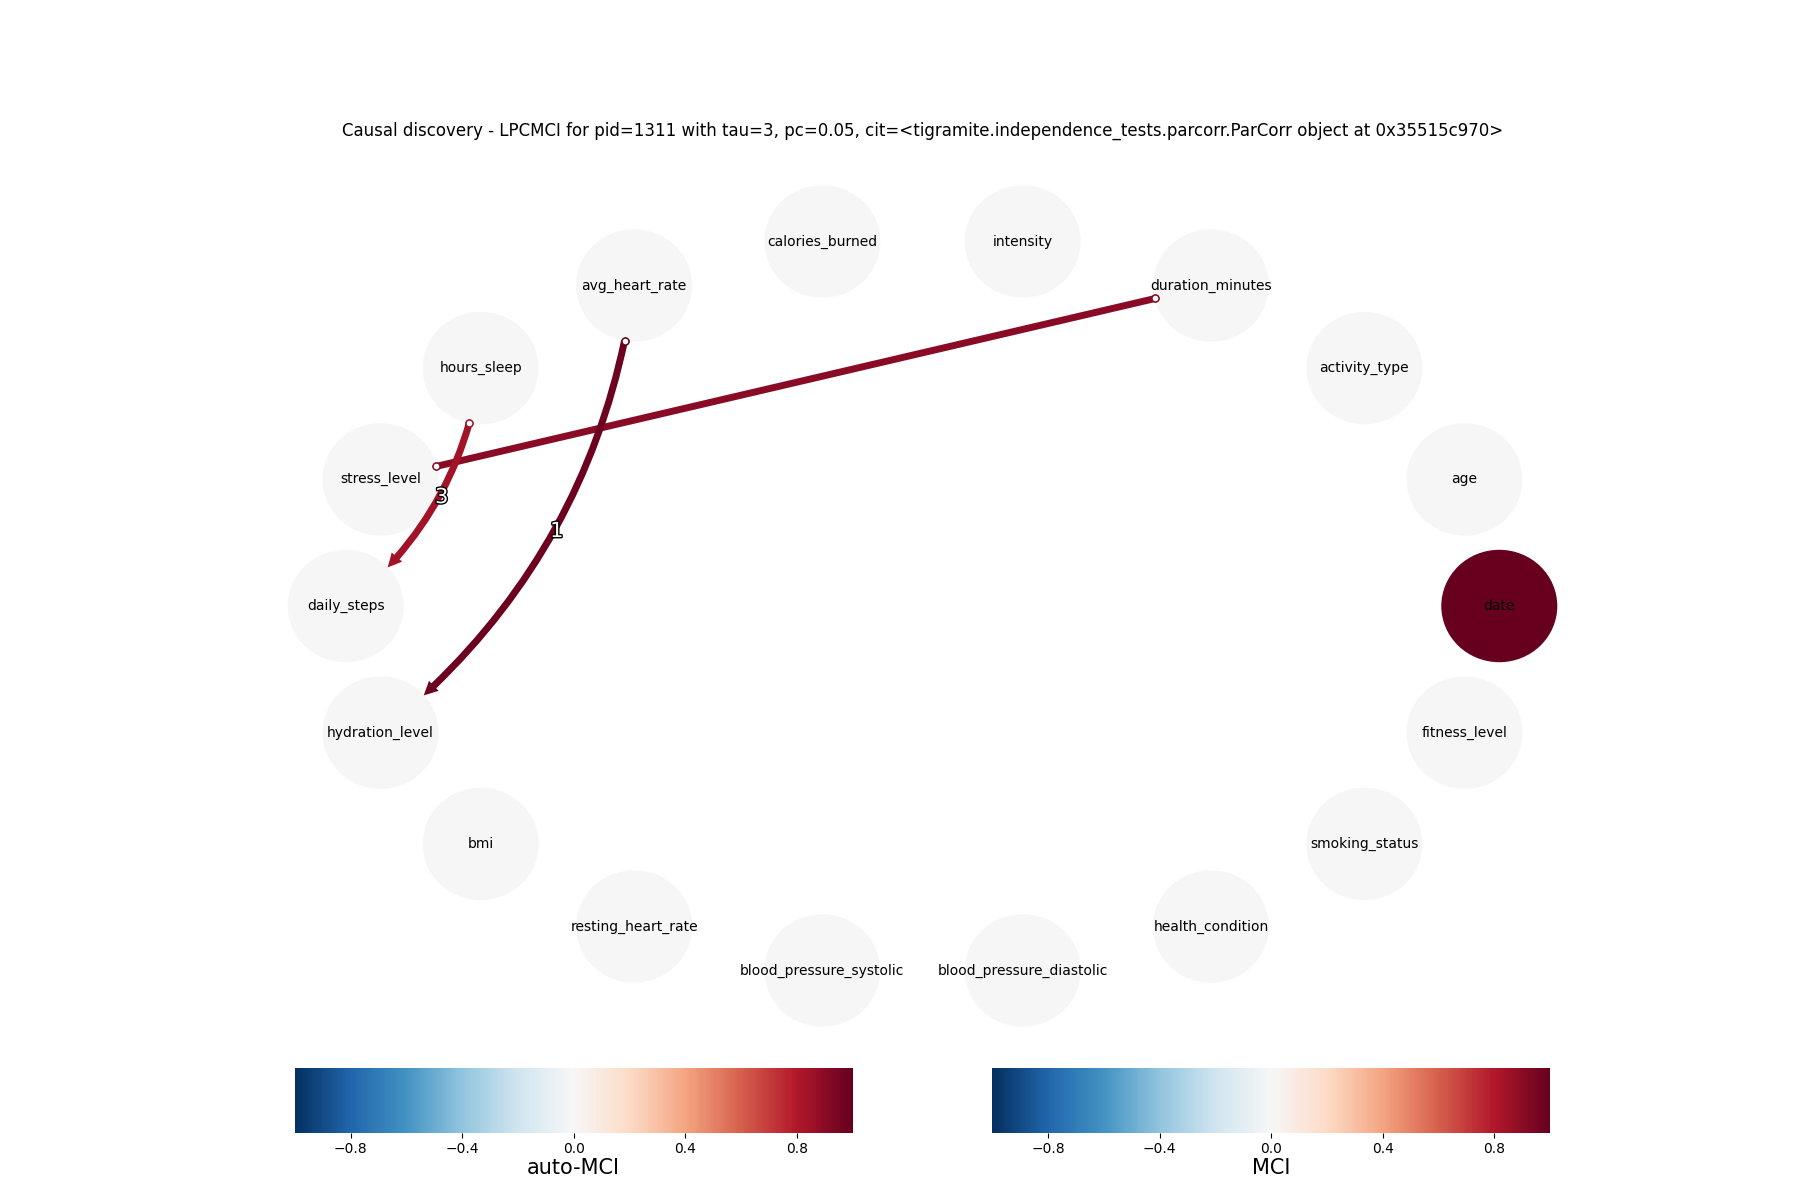 Causal discovery - LPCMCI for pid=1311 with tau=3, pc=0.05, cit=<tigramite.independence_tests.parcorr.ParCorr object at 0x35515c970>
calories_burned
intensity
avg_heart_rate
duration_minutes
hours_sleep
activity_type
stress_level
age
3
1
daily_steps
date
hydration_level
fitness_level
bmi
smoking_status
resting_heart_rate
health_condition
blood_pressure_systolic
blood_pressure_diastolic
−0.8 −0.4 0.0 0.4 0.8
auto-MCI
−0.8 −0.4 0.0 0.4 0.8
MCI